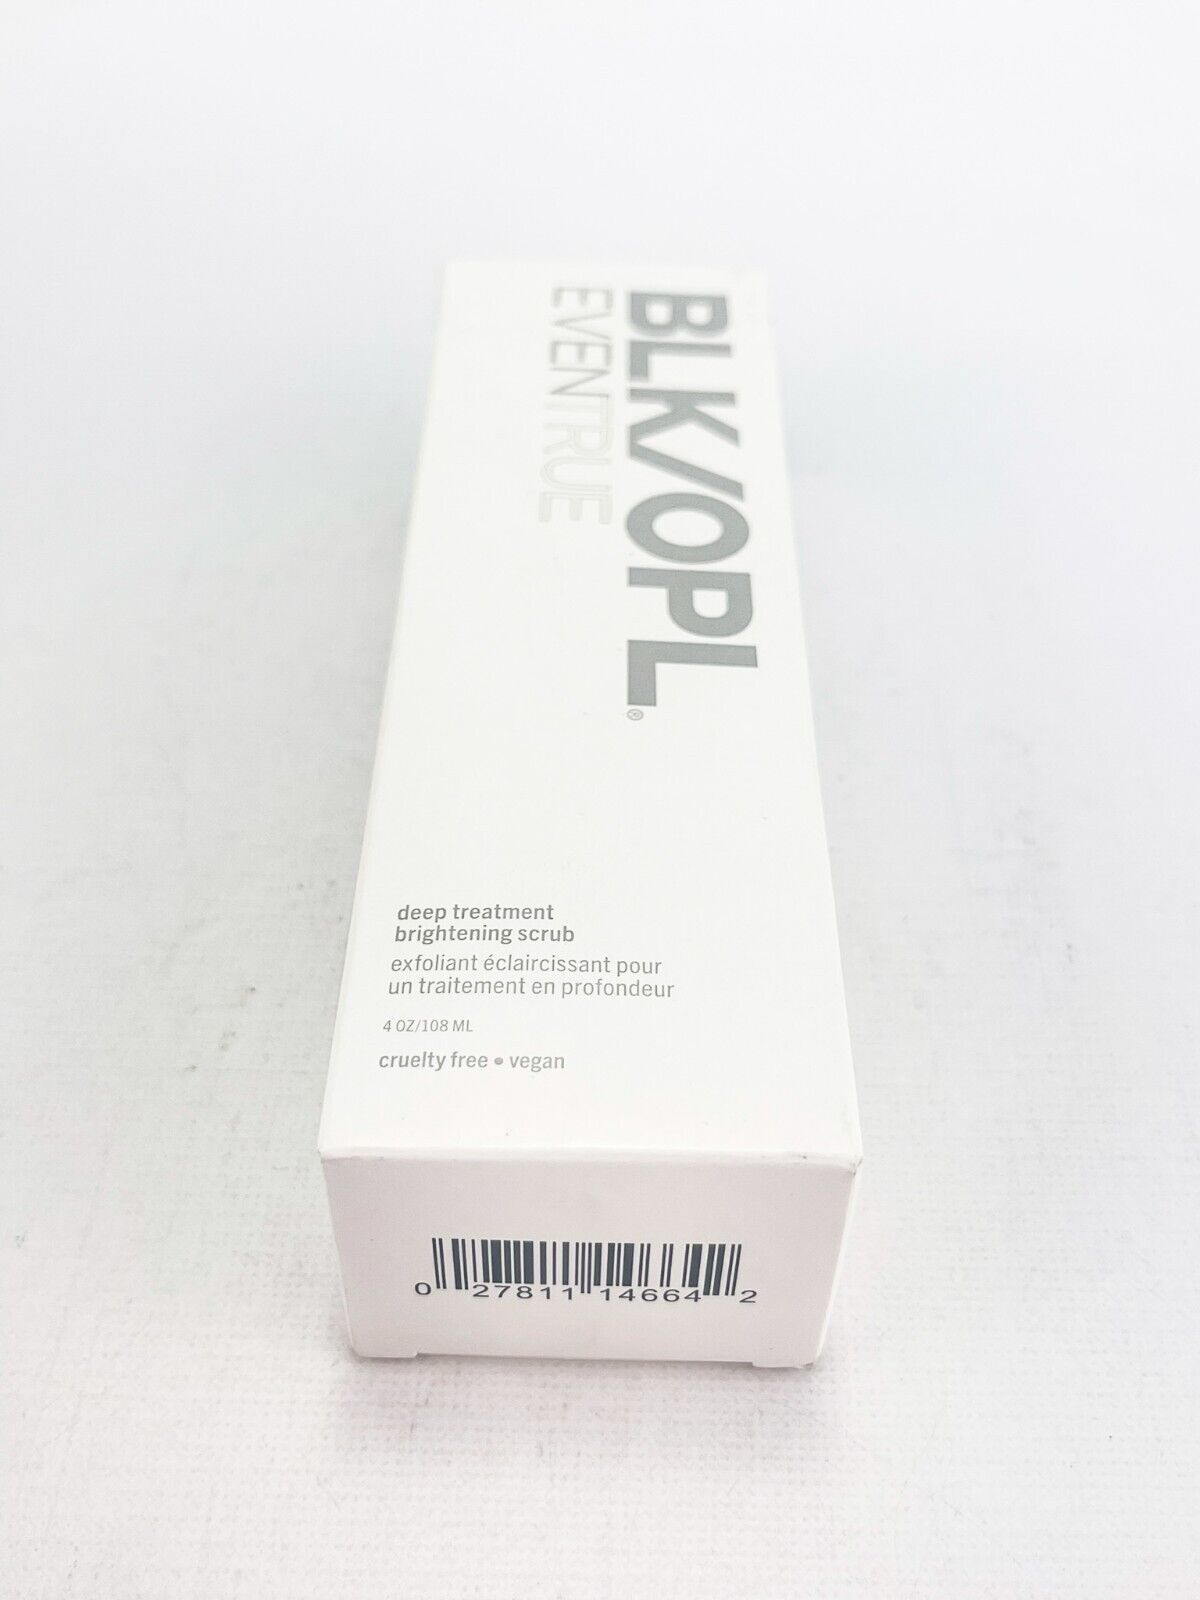 BLK/OPL®
EVENTRUE
deep treatment
brightening scrub
exfoliant éclaircissant pour
un traitement en profondeur
4 OZ/108 ML
cruelty free • vegan
0 27811 14664 2